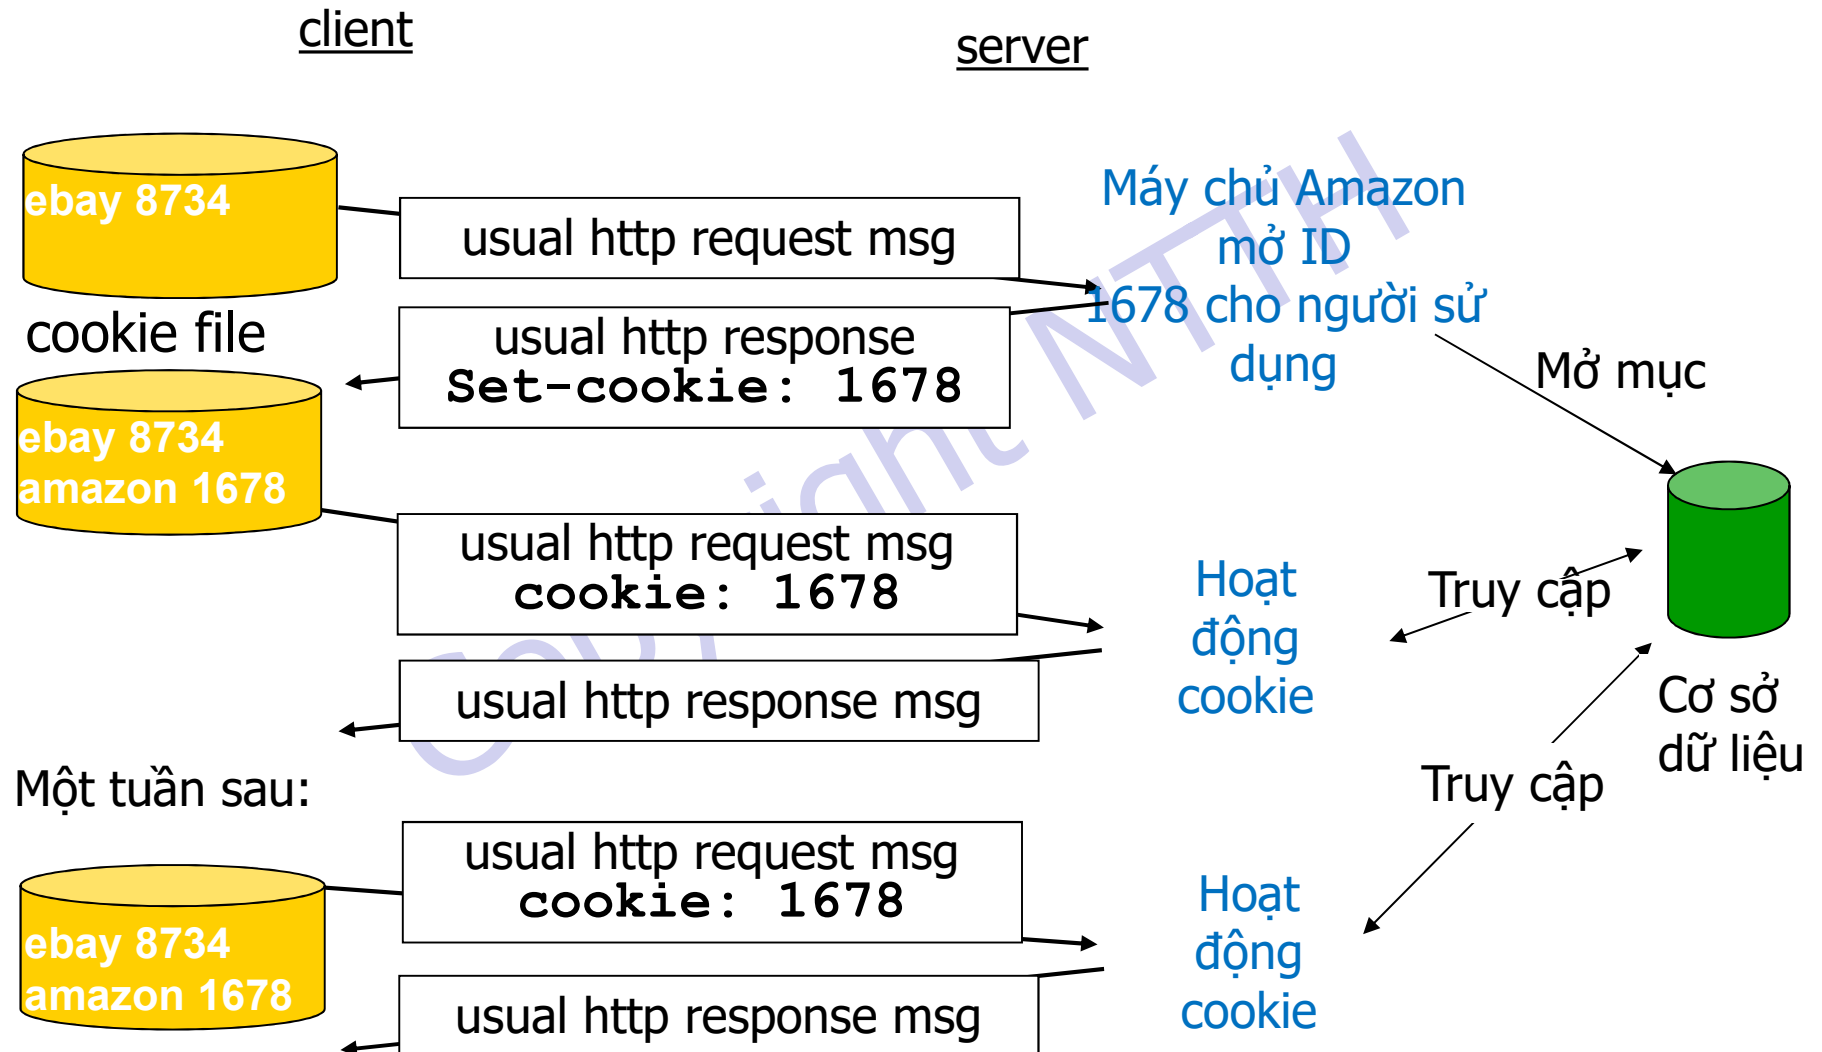 client
server
ebay 8734
usual http request msg
Máy chủ Amazon
mở ID
1678 cho người sử
dụng
cookie file
usual http response
Set-cookie: 1678
Mở mục
ebay 8734
amazon 1678
usual http request msg
cookie: 1678
Hoạt
động
cookie
Truy cập
usual http response msg
Cơ sở
dữ liệu
Một tuần sau:
Truy cập
usual http request msg
cookie: 1678
Hoạt
động
cookie
ebay 8734
amazon 1678
usual http response msg
Copyright NTTH